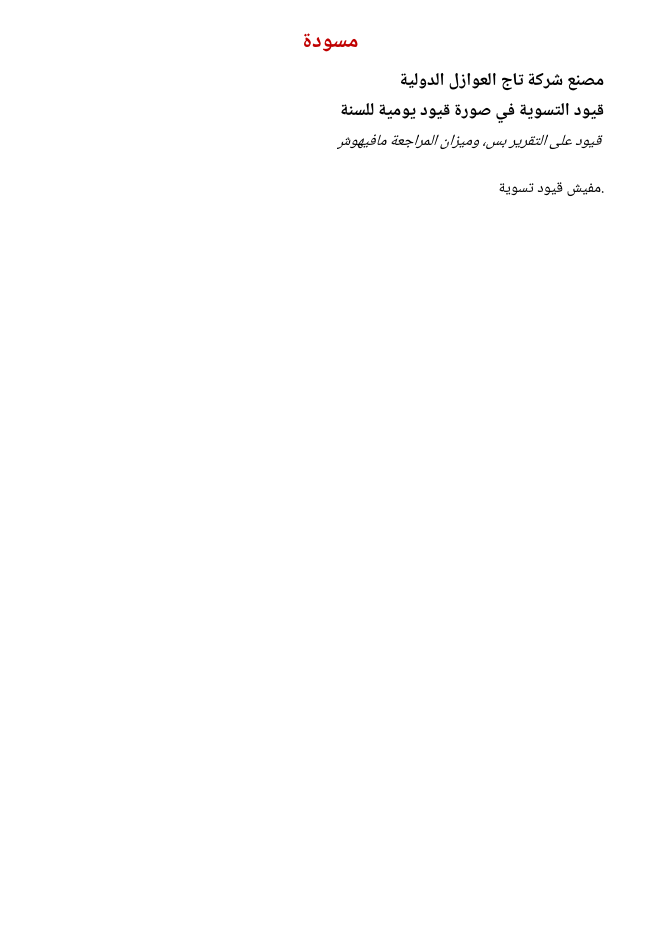 مسودة
مصنع شركة تاج العوازل الدولية
قيود التسوية في صورة قيود يومية للسنة
قيود على التقرير بس، وميزان المراجعة مافيهوش
مفيش قيود تسوية.